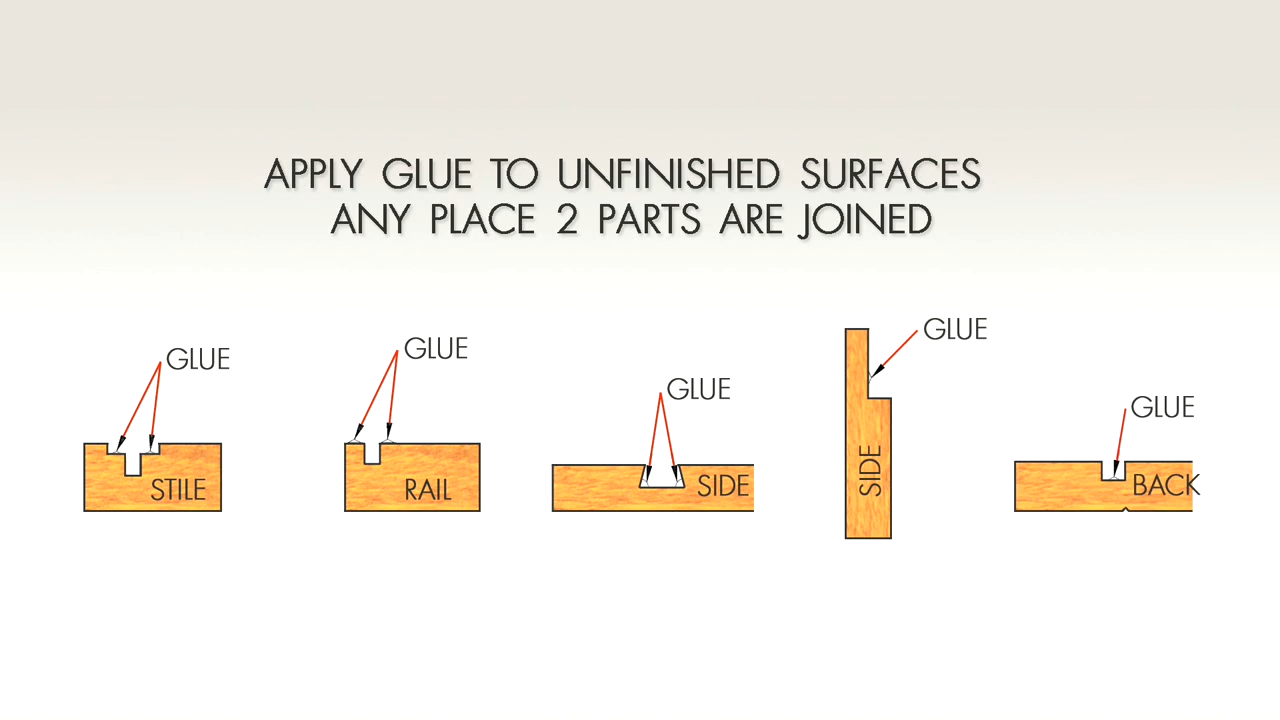 APPLY GLUE TO UNFINISHED SURFACES
ANY PLACE 2 PARTS ARE JOINED
GLUE
STILE
GLUE
RAIL
GLUE
SIDE
GLUE
SIDE
GLUE
BACK